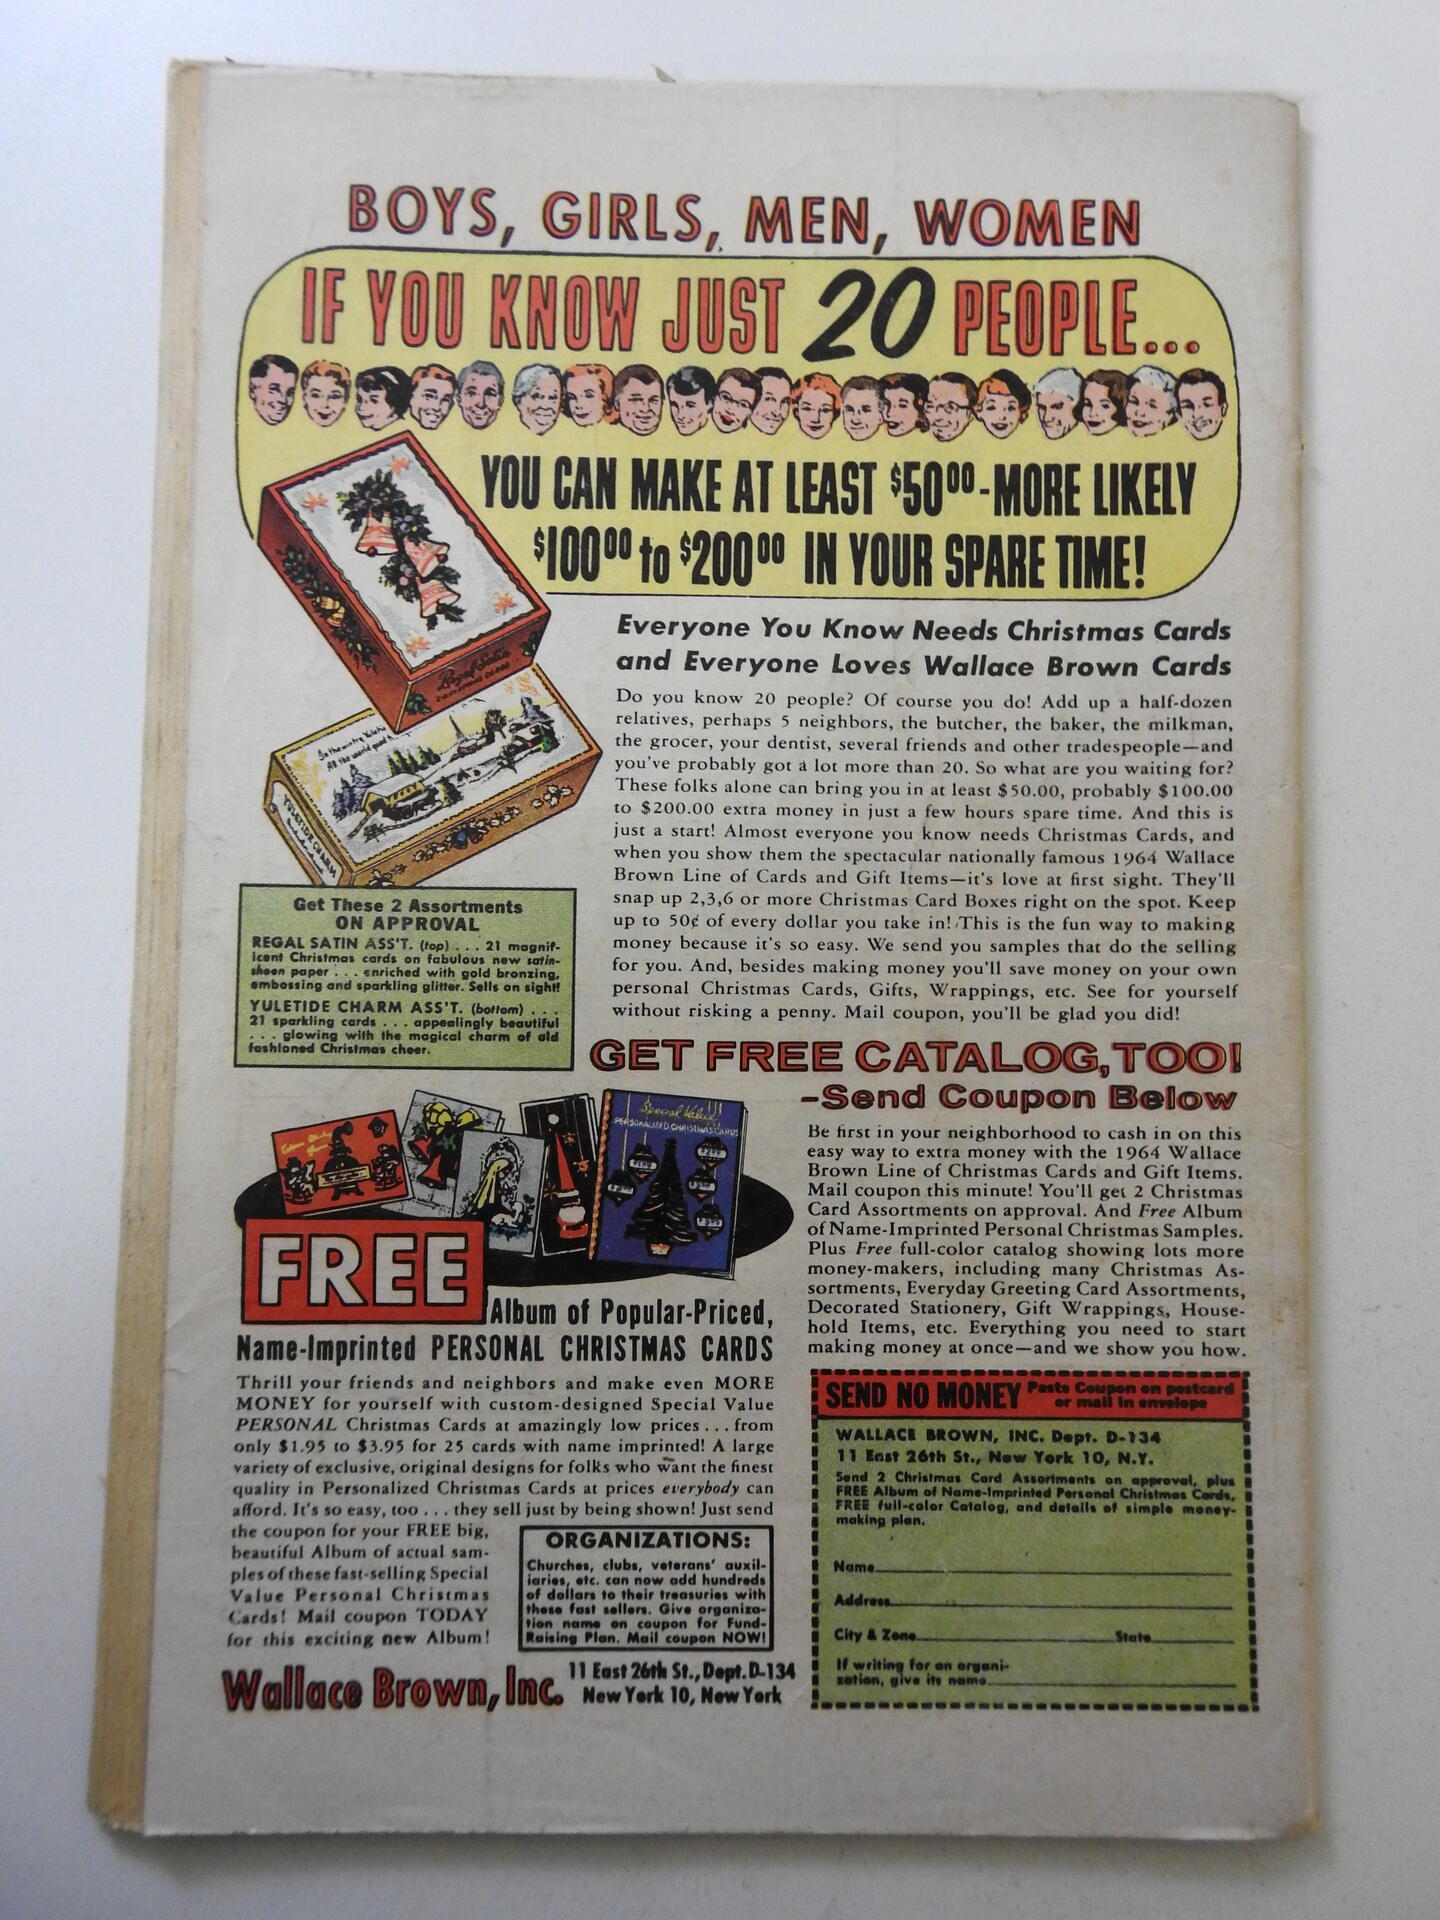 BOYS, GIRLS, MEN, WOMEN
IF YOU KNOW JUST 20 PEOPLE...
YOU CAN MAKE AT LEAST $50⁰⁰-MORE LIKELY
$100⁰⁰ to $200⁰⁰ IN YOUR SPARE TIME!
Regal Satin
CHRISTMAS CARDS
In the wintry Yuletide
All the world
YULETIDE CHARM
Everyone You Know Needs Christmas Cards
and Everyone Loves Wallace Brown Cards
Do you know 20 people? Of course you do! Add up a half-dozen
relatives, perhaps 5 neighbors, the butcher, the baker, the milkman,
the grocer, your dentist, several friends and other tradespeople—and
you've probably got a lot more than 20. So what are you waiting for?
These folks alone can bring you in at least $50.00, probably $100.00
to $200.00 extra money in just a few hours spare time. And this is
just a start! Almost everyone you know needs Christmas Cards, and
when you show them the spectacular nationally famous 1964 Wallace
Brown Line of Cards and Gift Items—it's love at first sight. They'll
snap up 2,3,6 or more Christmas Card Boxes right on the spot. Keep
up to 50¢ of every dollar you take in! This is the fun way to making
money because it's so easy. We send you samples that do the selling
for you. And, besides making money you'll save money on your own
personal Christmas Cards, Gifts, Wrappings, etc. See for yourself
without risking a penny. Mail coupon, you'll be glad you did!
Get These 2 Assortments
ON APPROVAL
REGAL SATIN ASS'T. (top) . . . 21 magnif-
icent Christmas cards on fabulous new satin-
sheen paper . . . enriched with gold bronzing,
embossing and sparkling glitter. Sells on sight!
YULETIDE CHARM ASS'T. (bottom) . . .
21 sparkling cards . . . appealingly beautiful
. . . glowing with the magical charm of old
fashioned Christmas cheer.
GET FREE CATALOG, TOO!
-Send Coupon Below
Be first in your neighborhood to cash in on this
easy way to extra money with the 1964 Wallace
Brown Line of Christmas Cards and Gift Items.
Mail coupon this minute! You'll get 2 Christmas
Card Assortments on approval. And Free Album
of Name-Imprinted Personal Christmas Samples.
Plus Free full-color catalog showing lots more
money-makers, including many Christmas As-
sortments, Everyday Greeting Card Assortments,
Decorated Stationery, Gift Wrappings, House-
hold Items, etc. Everything you need to start
making money at once—and we show you how.
Special Value
PERSONALIZED CHRISTMAS CARDS
FREE
Album of Popular-Priced,
Name-Imprinted PERSONAL CHRISTMAS CARDS
Thrill your friends and neighbors and make even MORE
MONEY for yourself with custom-designed Special Value
PERSONAL Christmas Cards at amazingly low prices . . . from
only $1.95 to $3.95 for 25 cards with name imprinted! A large
variety of exclusive, original designs for folks who want the finest
quality in Personalized Christmas Cards at prices everybody can
afford. It's so easy, too . . . they sell just by being shown! Just send
the coupon for your FREE big,
beautiful Album of actual sam-
ples of these fast-selling Special
Value Personal Christmas
Cards! Mail coupon TODAY
for this exciting new Album!
ORGANIZATIONS:
Churches, clubs, veterans' auxil-
iaries, etc. can now add hundreds
of dollars to their treasuries with
these fast sellers. Give organiza-
tion name on coupon for Fund-
Raising Plan. Mail coupon NOW!
Wallace Brown, Inc. 11 East 26th St., Dept. D-134
New York 10, New York
SEND NO MONEY Paste Coupon on postcard
or mail in envelope
WALLACE BROWN, INC. Dept. D-134
11 East 26th St., New York 10, N.Y.
Send 2 Christmas Card Assortments on approval, plus
FREE Album of Name-Imprinted Personal Christmas Cards,
FREE full-color Catalog, and details of simple money-
making plan.
Name
Address
City & Zone State
If writing for an organi-
zation, give its name